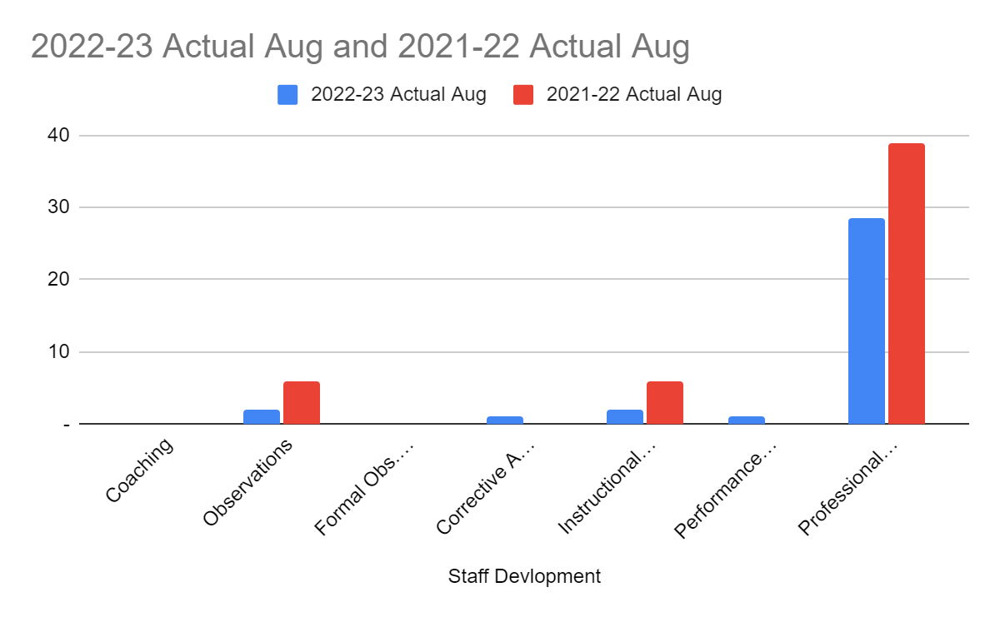 2022-23 Actual Aug and 2021-22 Actual Aug
2022-23 Actual Aug
2021-22 Actual Aug
40
30
20
10
-
Coaching
Observations
Formal Obs.…
Corrective A…
Instructional…
Performance…
Professional…
Staff Devlopment